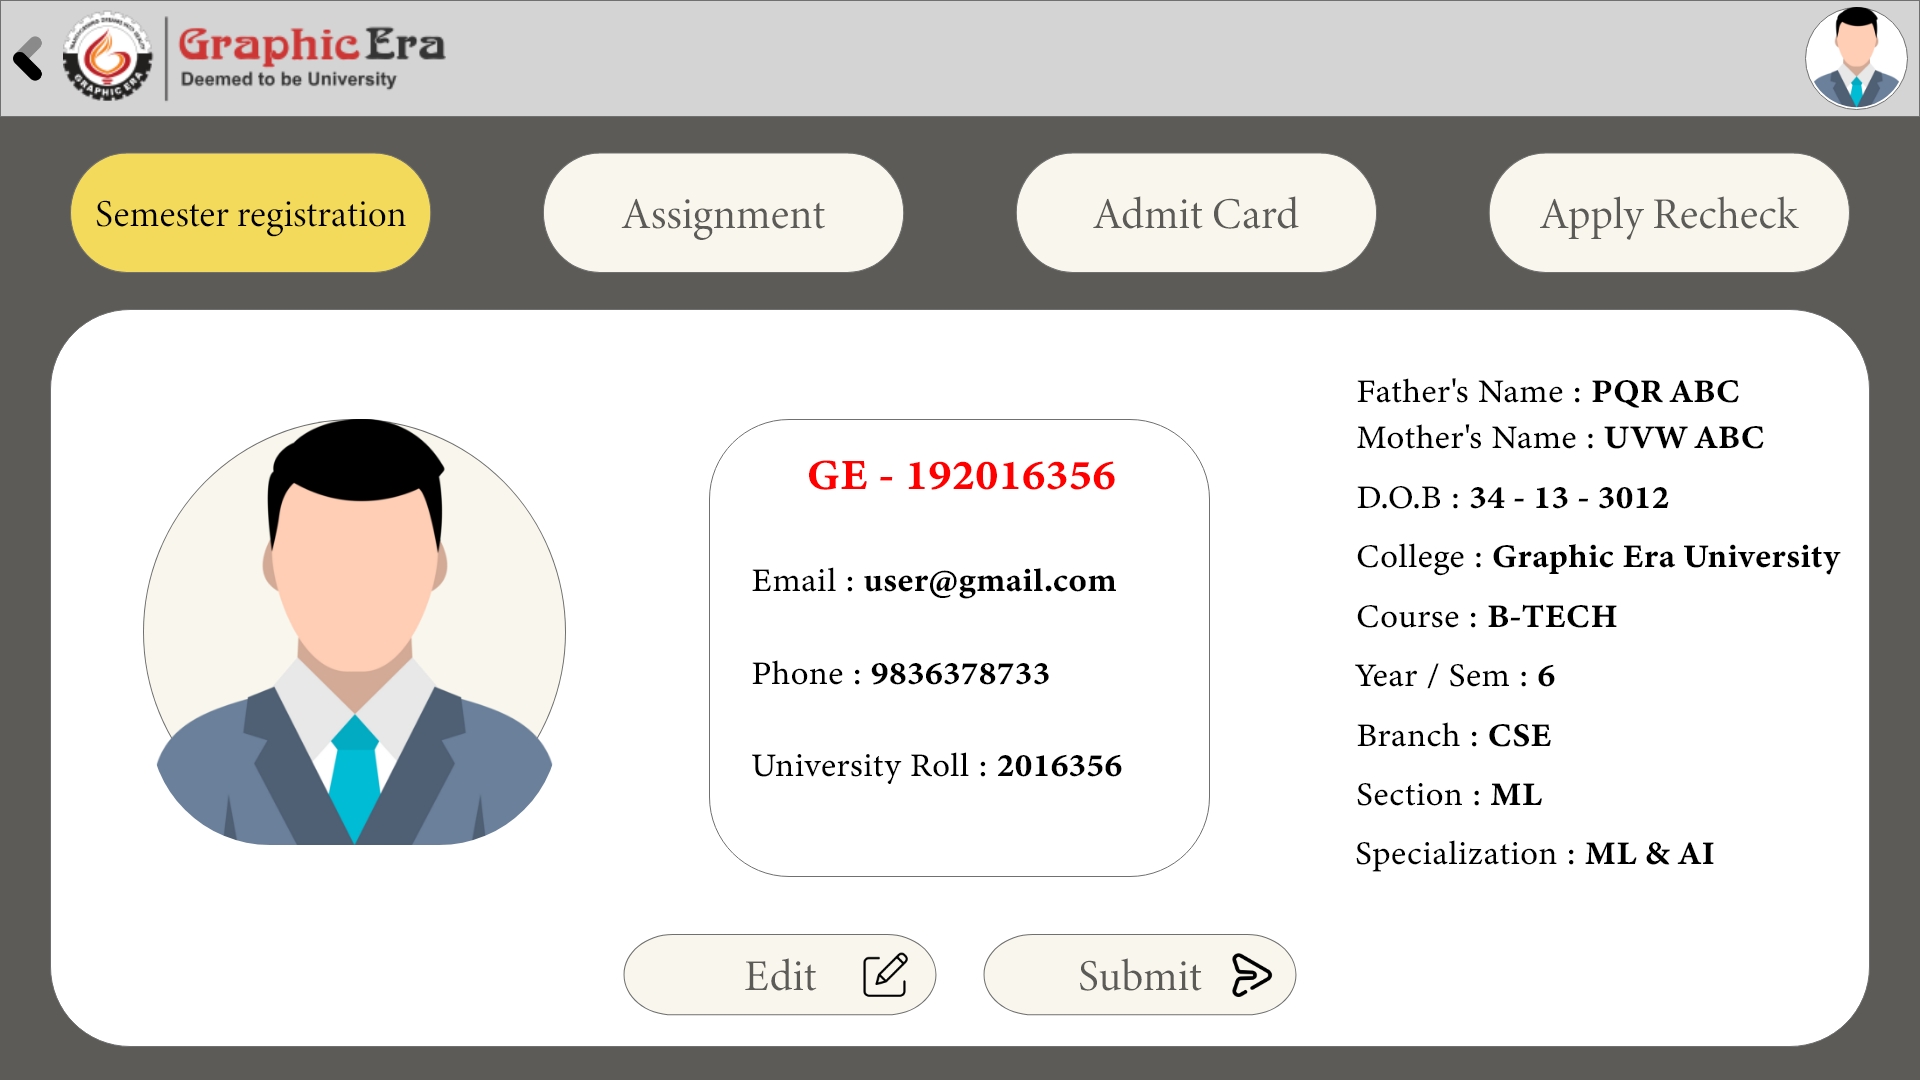 Graphic Era
Deemed to be University
GRAPHIC ERA
Semester registration
Assignment
Admit Card
Apply Recheck
GE - 192016356
Email : user@gmail.com
Phone : 9836378733
University Roll : 2016356
Father's Name : PQR ABC
Mother's Name : UVW ABC
D.O.B : 34 - 13 - 3012
College : Graphic Era University
Course : B-TECH
Year / Sem : 6
Branch : CSE
Section : ML
Specialization : ML & AI
Edit
Submit